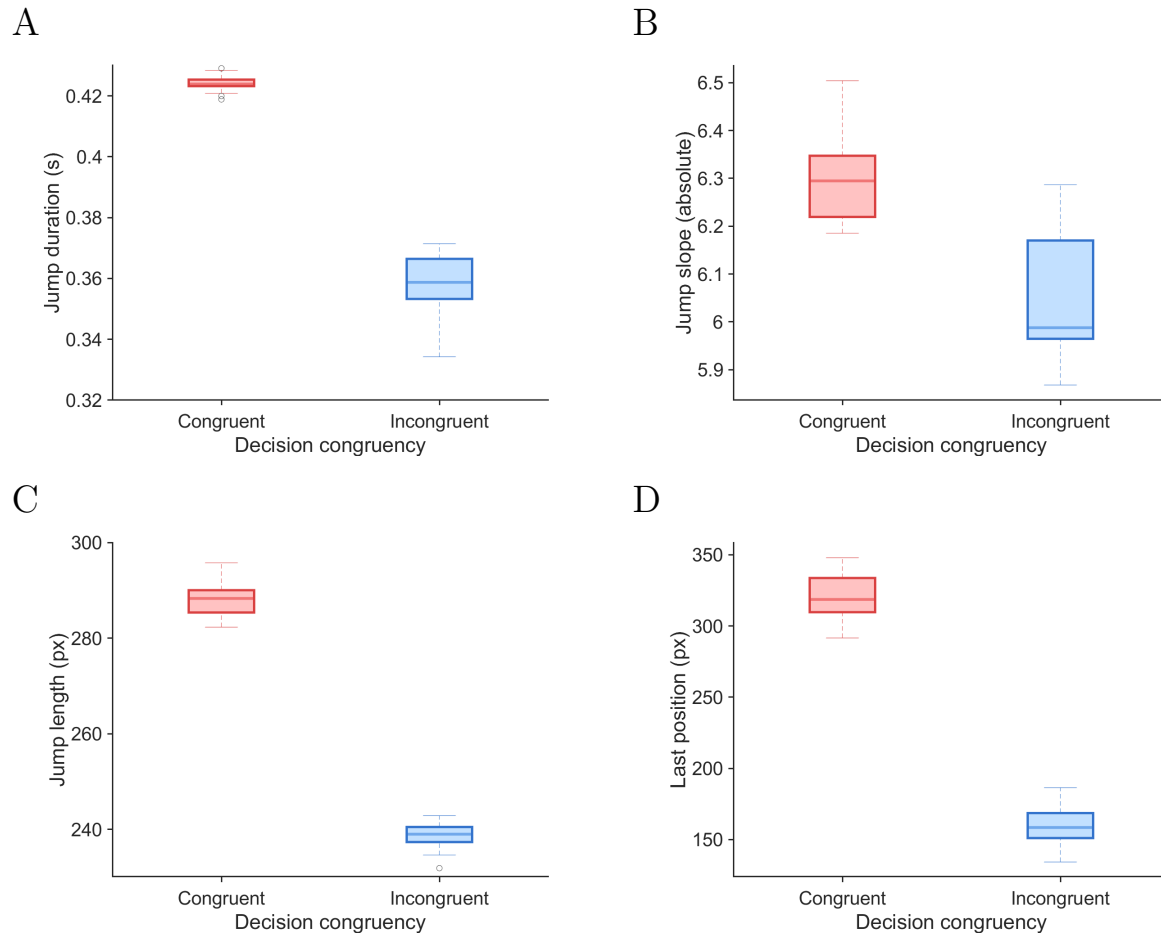 A
Jump duration (s)
0.42
0.4
0.38
0.36
0.34
0.32
Congruent
Incongruent
Decision congruency
B
Jump slope (absolute)
6.5
6.4
6.3
6.2
6.1
6
5.9
Congruent
Incongruent
Decision congruency
C
Jump length (px)
300
280
260
240
Congruent
Incongruent
Decision congruency
D
Last position (px)
350
300
250
200
150
Congruent
Incongruent
Decision congruency